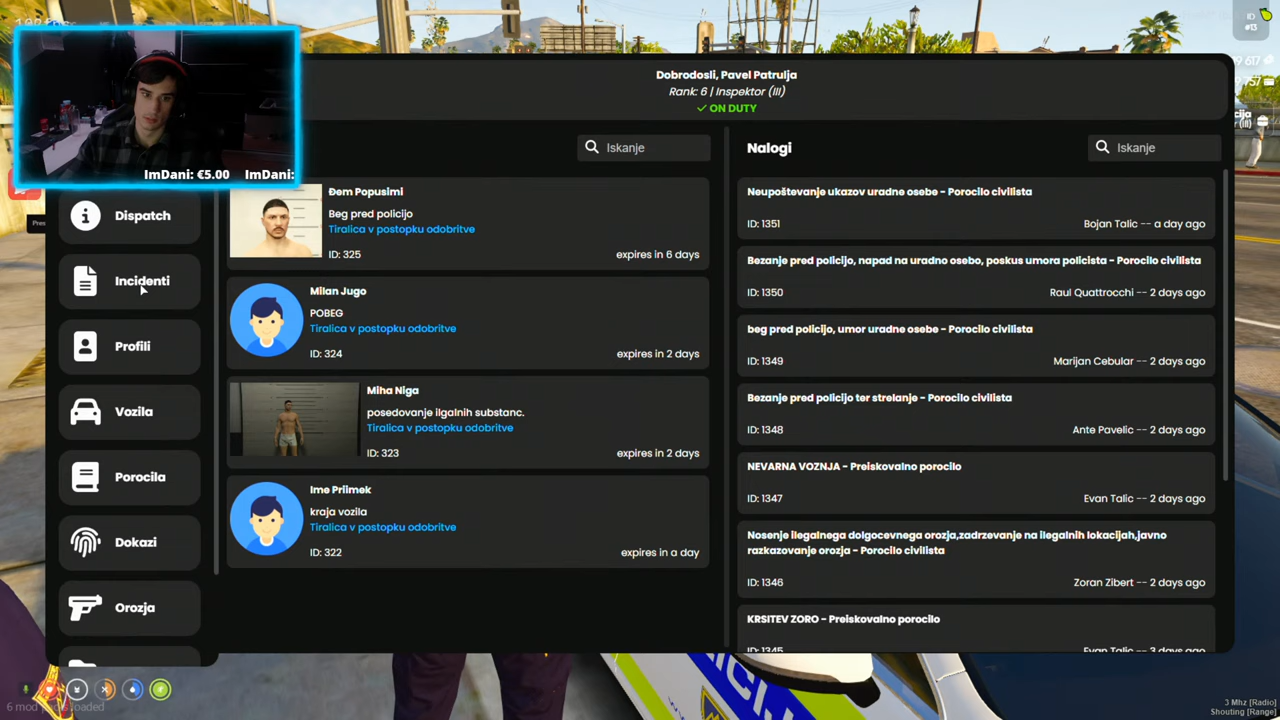 ID
#13
Dobrodosli, Pavel Patrulja
Rank: 6 | Inspektor (III)
✓ ON DUTY
ImDani: €5.00 ImDani:
Dispatch
Incidenti
Profili
Vozila
Porocila
Dokazi
Orozja
Iskanje
Đem Popusimi
Beg pred policijo
Tiralica v postopku odobritve
ID: 325
expires in 6 days
Milan Jugo
POBEG
Tiralica v postopku odobritve
ID: 324
expires in 2 days
Miha Niga
posedovanje ilgalnih substanc.
Tiralica v postopku odobritve
ID: 323
expires in 2 days
Ime Priimek
kraja vozila
Tiralica v postopku odobritve
ID: 322
expires in a day
Nalogi
Iskanje
Neupoštevanje ukazov uradne osebe - Porocilo civilista
ID: 1351
Bojan Talic -- a day ago
Bezanje pred policijo, napad na uradno osebo, poskus umora policista - Porocilo civilista
ID: 1350
Raul Quattrocchi -- 2 days ago
beg pred policijo, umor uradne osebe - Porocilo civilista
ID: 1349
Marijan Cebular -- 2 days ago
Bezanje pred policijo ter strelanje - Porocilo civilista
ID: 1348
Ante Pavelic -- 2 days ago
NEVARNA VOZNJA - Preiskovalno porocilo
ID: 1347
Evan Talic -- 2 days ago
Nosenje ilegalnega dolgocevnega orozja,zadrzevanje na ilegalnih lokacijah,javno
razkazovanje orozja - Porocilo civilista
ID: 1346
Zoran Zibert -- 2 days ago
KRSITEV ZORO - Preiskovalno porocilo
ID: 1345
Evan Talic -- 3 days ago
3 Mhz [Radio]
Shouting [Range]